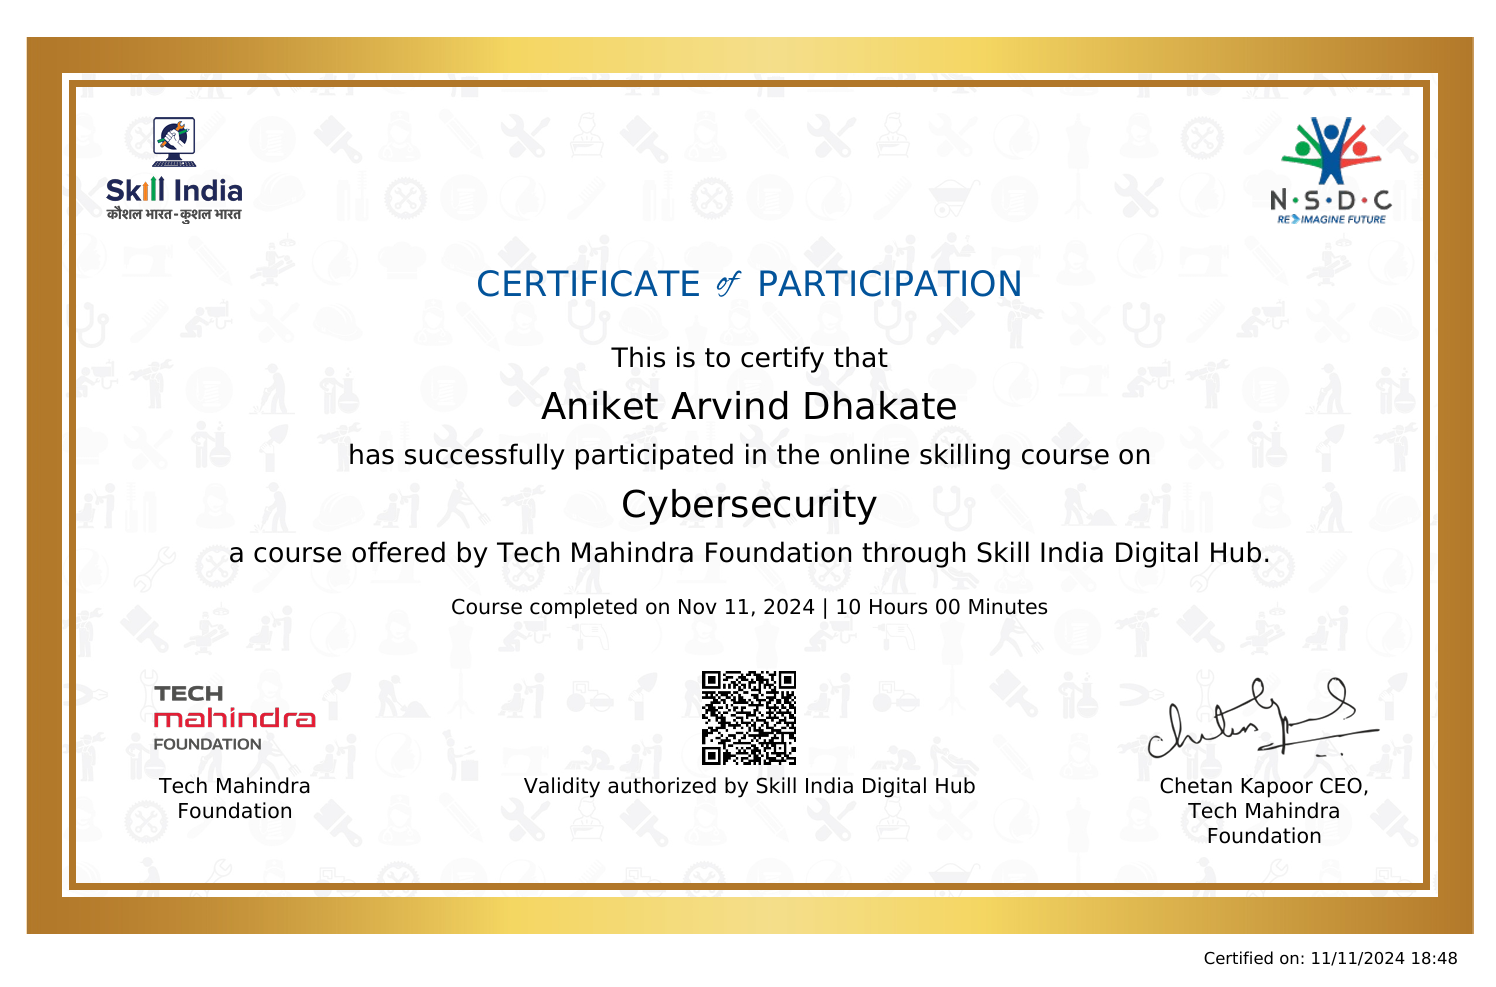 Skill India
कौशल भारत-कुशल भारत
N·S·D·C
RE IMAGINE FUTURE
CERTIFICATE of PARTICIPATION
This is to certify that
Aniket Arvind Dhakate
has successfully participated in the online skilling course on
Cybersecurity
a course offered by Tech Mahindra Foundation through Skill India Digital Hub.
Course completed on Nov 11, 2024 | 10 Hours 00 Minutes
TECH
mahindra
FOUNDATION
Tech Mahindra
Foundation
Validity authorized by Skill India Digital Hub
Chetan Kapoor CEO,
Tech Mahindra
Foundation
Certified on: 11/11/2024 18:48